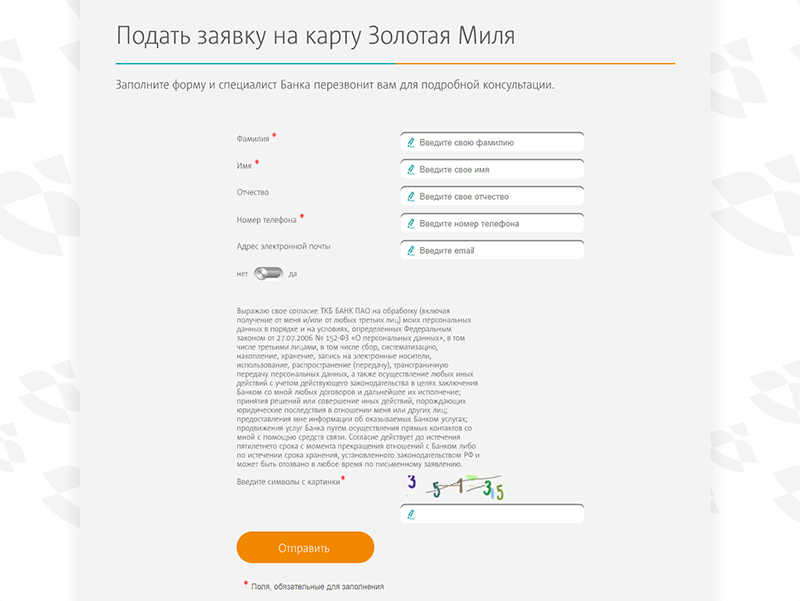 Подать заявку на карту Золотая Миля
Заполните форму и специалист Банка перезвонит вам для подробной консультации.
Фамилия * Введите свою фамилию
Имя * Введите свое имя
Отчество Введите свое отчество
Номер телефона * Введите номер телефона
Адрес электронной почты Введите email
нет да
Выражаю свое согласие ТКБ БАНК ПАО на обработку (включая
получение от меня и/или от любых третьих лиц) моих персональных
данных в порядке и на условиях, определенных Федеральным
законом от 27.07.2006 № 152-ФЗ «О персональных данных», в том
числе третьими лицами, в том числе сбор, систематизацию,
накопление, хранение, запись на электронные носители,
использование, распространение (передачу), трансграничную
передачу персональных данных, а также осуществление любых иных
действий с учетом действующего законодательства в целях заключения
Банком со мной любых договоров и дальнейшее их исполнение;
принятия решений или совершение иных действий, порождающих
юридические последствия в отношении меня или других лиц;
предоставления мне информации об оказываемых Банком услугах;
продвижения услуг Банка путем осуществления прямых контактов со
мной с помощью средств связи. Согласие действует до истечения
пятилетнего срока с момента прекращения отношений с Банком либо
по истечении срока хранения, установленного законодательством РФ и
может быть отозвано в любое время по письменному заявлению.
Введите символы с картинки * 3 5 1 3 5
Отправить
* Поля, обязательные для заполнения